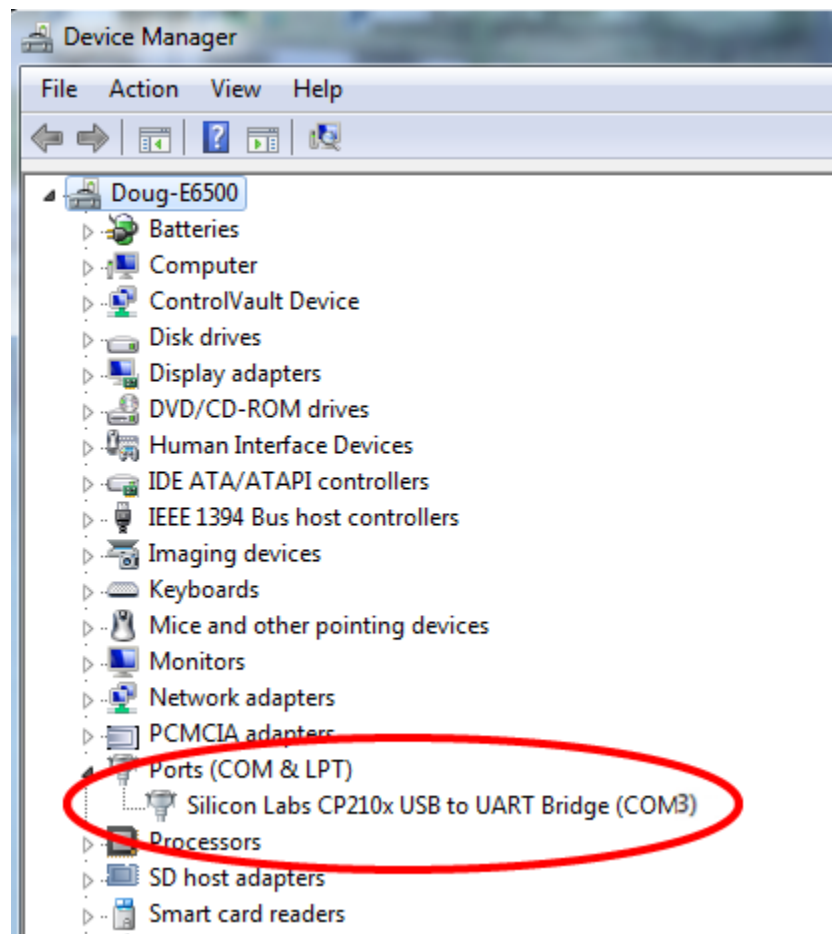 Device Manager
File Action View Help
Doug-E6500
Batteries
Computer
ControlVault Device
Disk drives
Display adapters
DVD/CD-ROM drives
Human Interface Devices
IDE ATA/ATAPI controllers
IEEE 1394 Bus host controllers
Imaging devices
Keyboards
Mice and other pointing devices
Monitors
Network adapters
PCMCIA adapters
Ports (COM & LPT)
Silicon Labs CP210x USB to UART Bridge (COM3)
Processors
SD host adapters
Smart card readers